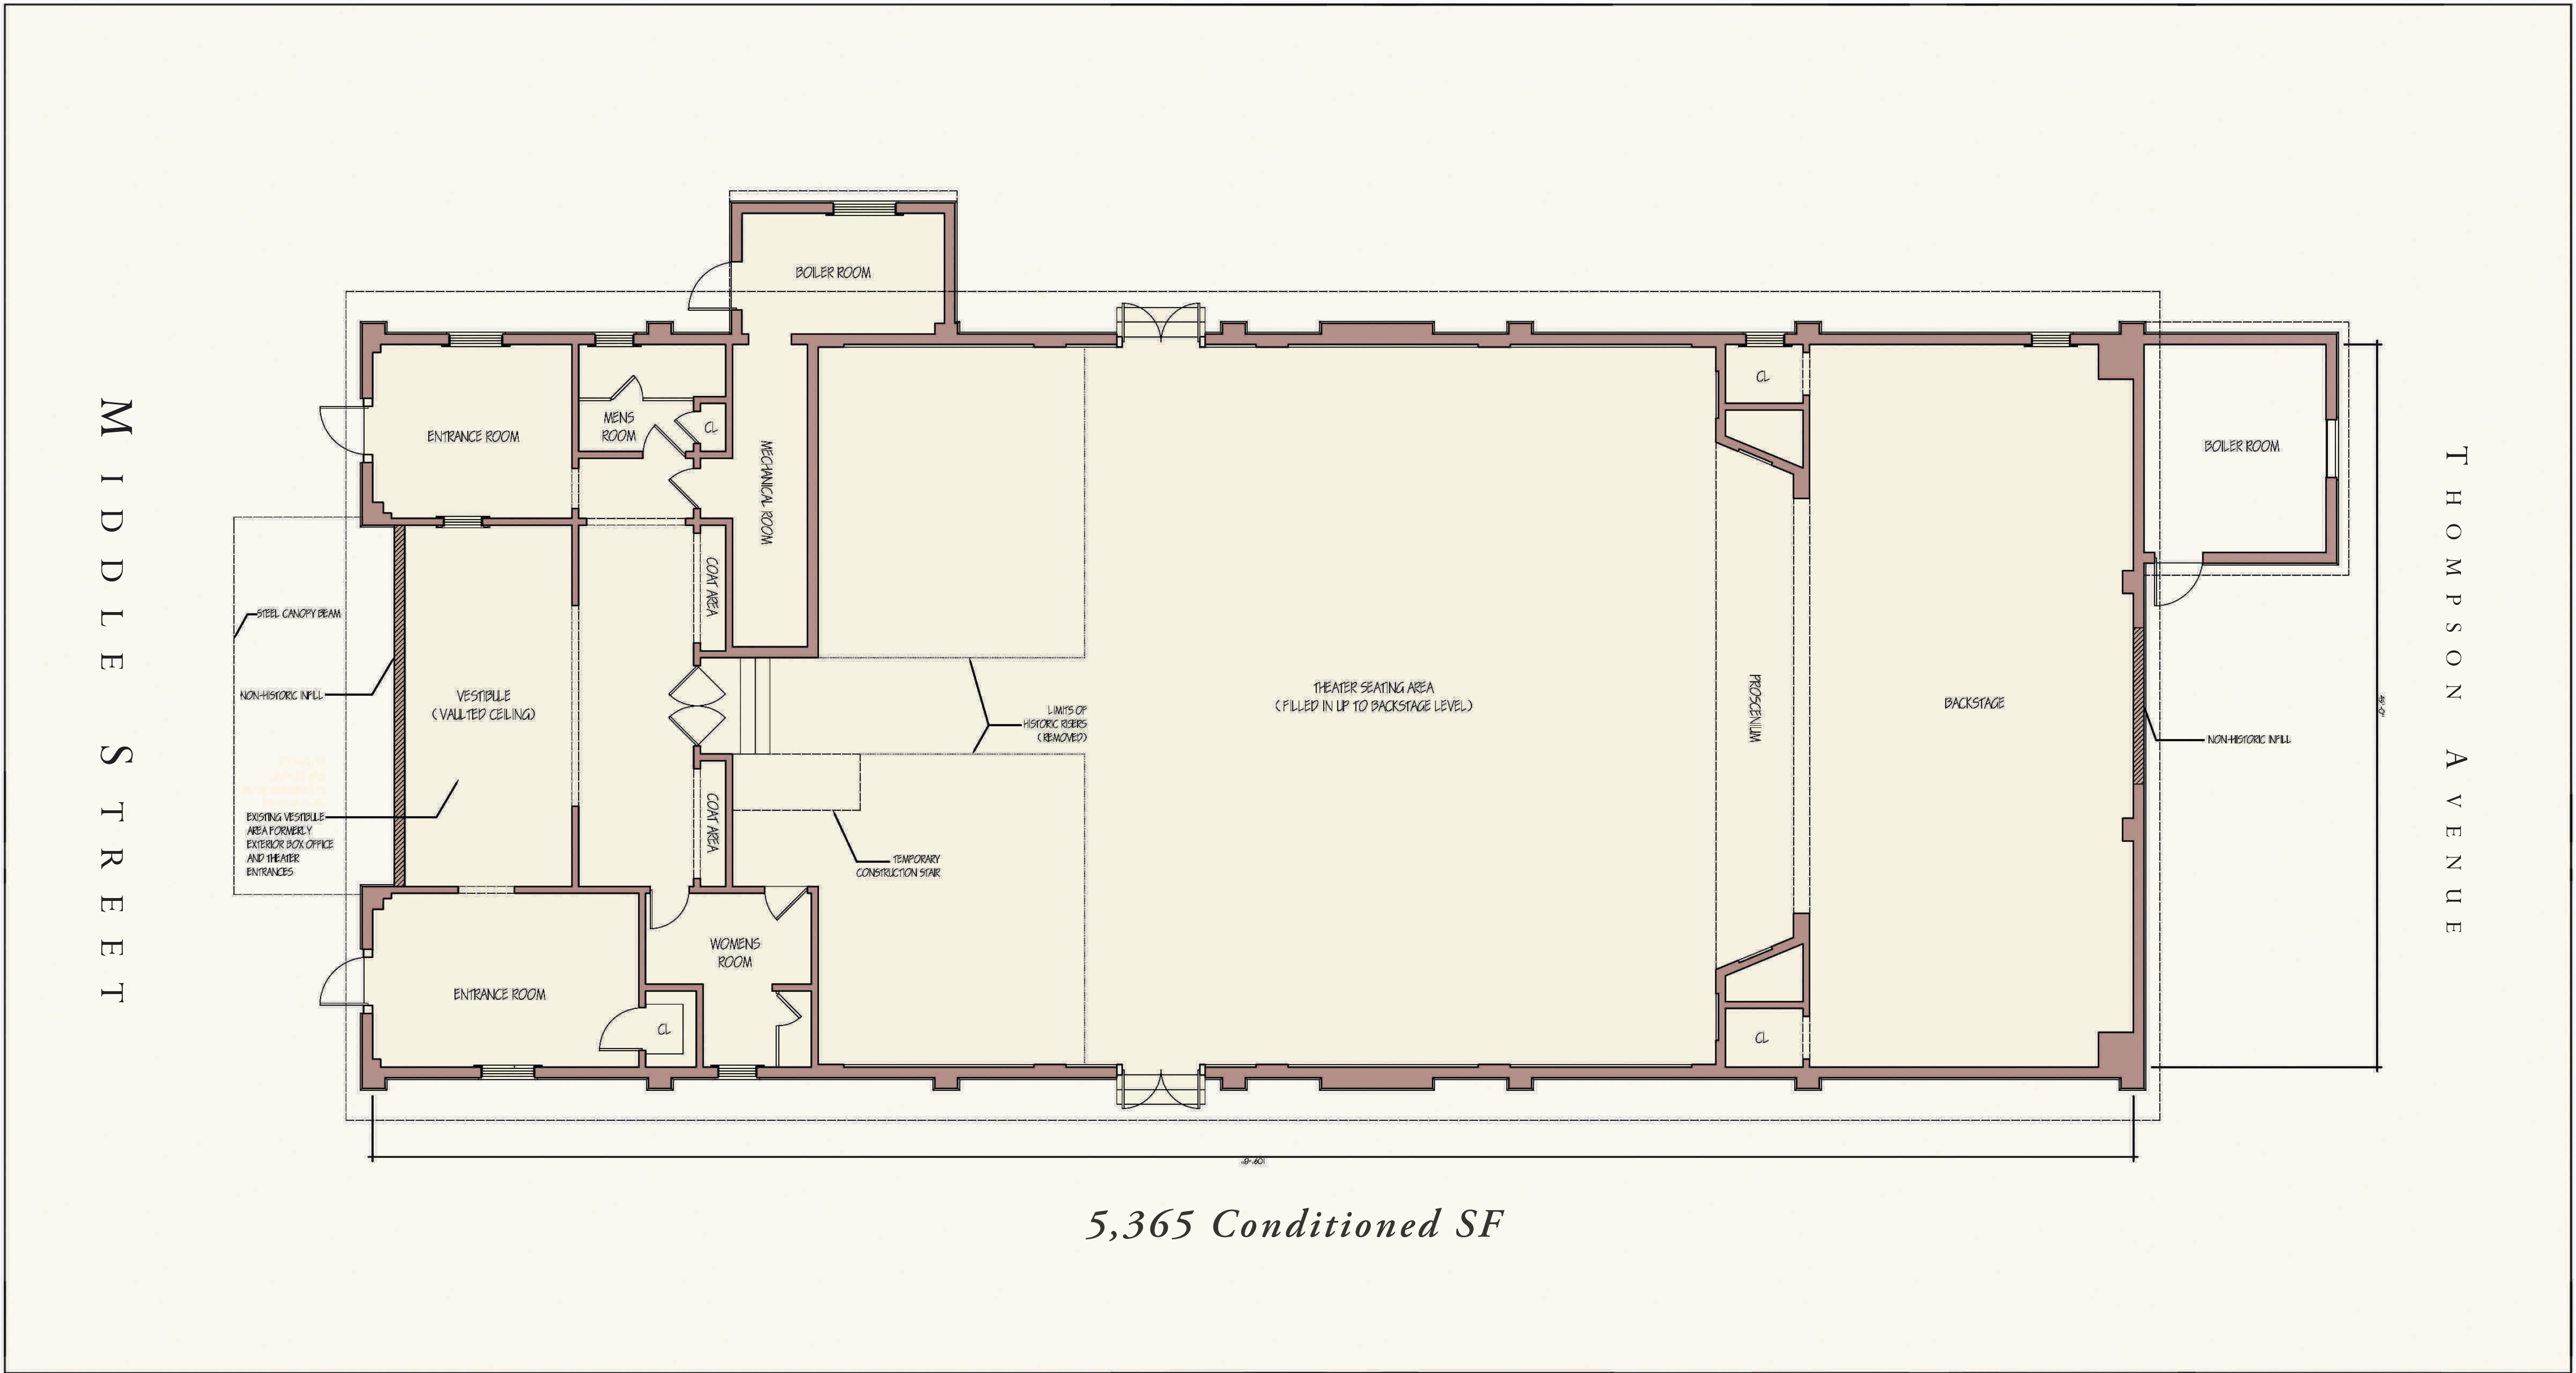 BOILER ROOM
ENTRANCE ROOM
MENS
ROOM
CL
MECHANICAL ROOM
CL
BOILER ROOM
COAT AREA
STEEL CANOPY BEAM
NON-HISTORIC INFILL
VESTIBULE
( VAULTED CEILING)
LIMITS OF
HISTORIC RISERS
( REMOVED)
THEATER SEATING AREA
( FILLED IN UP TO BACKSTAGE LEVEL)
PROSCENIUM
BACKSTAGE
NON-HISTORIC INFILL
EXISTING VESTIBULE
AREA FORMERLY
EXTERIOR BOX OFFICE
AND THEATER
ENTRANCES
COAT AREA
TEMPORARY
CONSTRUCTION STAIR
WOMENS
ROOM
ENTRANCE ROOM
CL
CL
MIDDLE STREET
THOMPSON AVENUE
5,365 Conditioned SF